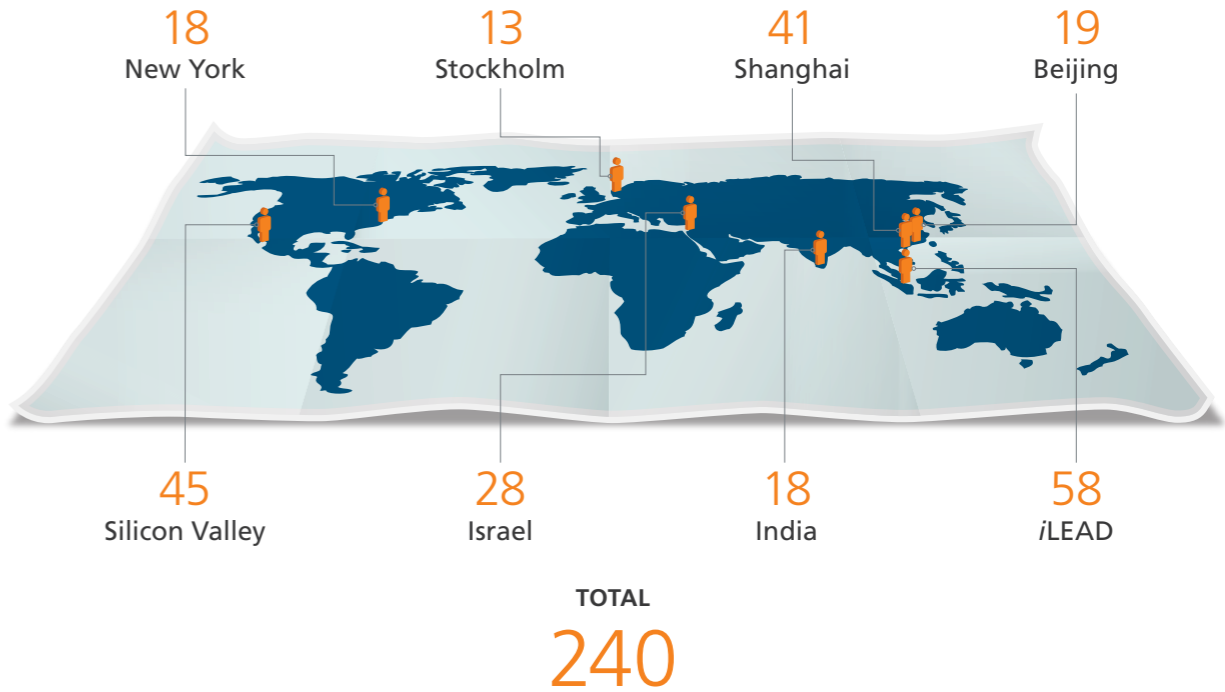 18
New York
13
Stockholm
41
Shanghai
19
Beijing
45
Silicon Valley
28
Israel
18
India
58
iLEAD
TOTAL
240